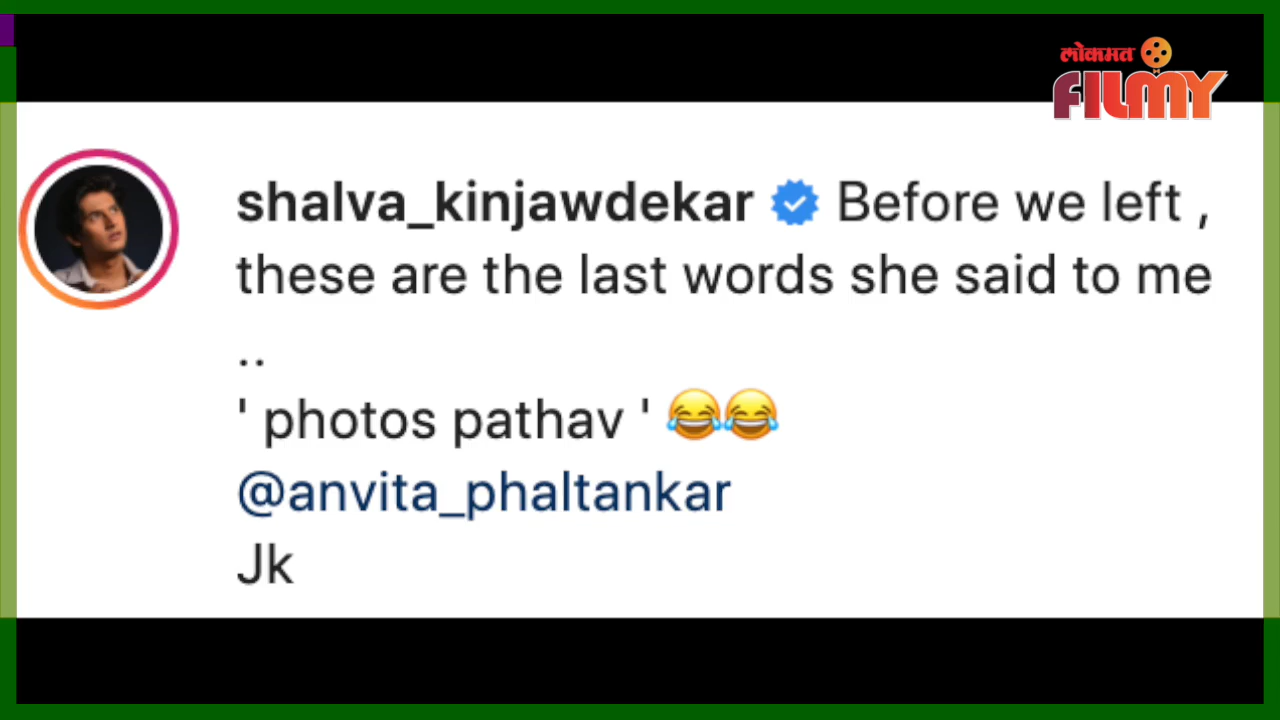 लोकमत
FILMY
shalva_kinjawdekar Before we left ,
these are the last words she said to me
..
' photos pathav ' 😂😂
@anvita_phaltankar
Jk